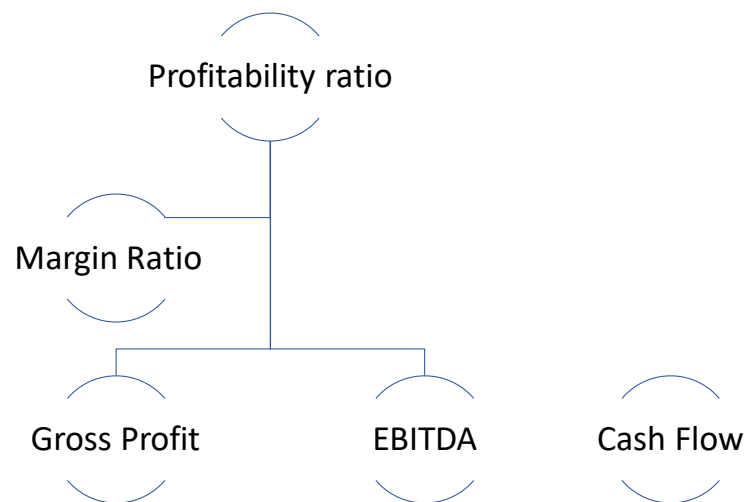 Profitability ratio
Margin Ratio
Gross Profit
EBITDA
Cash Flow